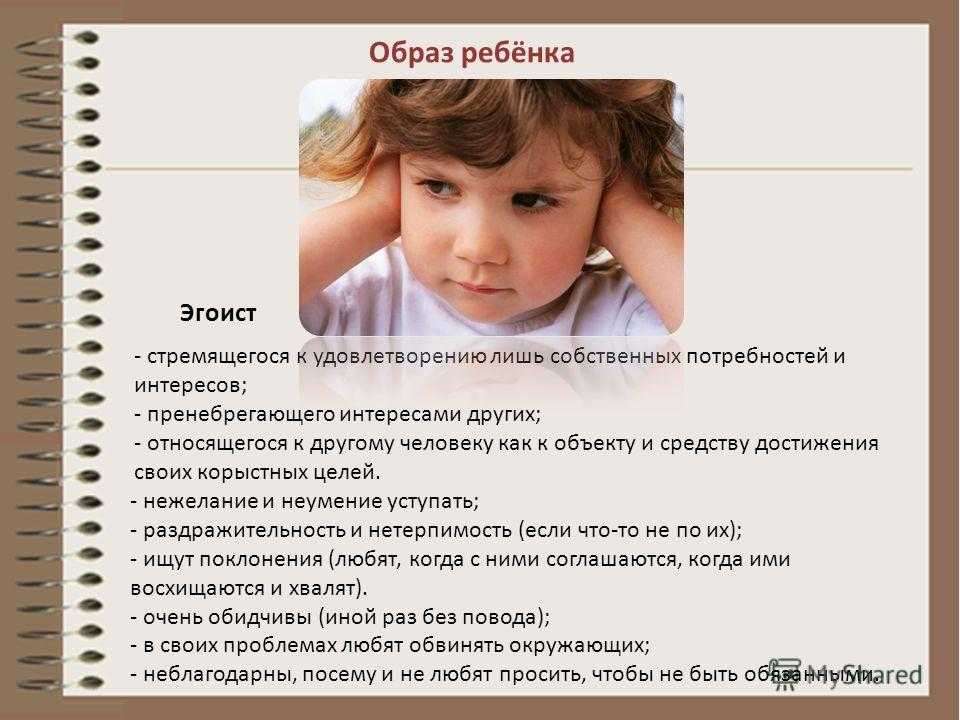 Образ ребёнка
Эгоист
- стремящегося к удовлетворению лишь собственных потребностей и
интересов;
- пренебрегающего интересами других;
- относящегося к другому человеку как к объекту и средству достижения
своих корыстных целей.
- нежелание и неумение уступать;
- раздражительность и нетерпимость (если что-то не по их);
- ищут поклонения (любят, когда с ними соглашаются, когда ими
восхищаются и хвалят).
- очень обидчивы (иной раз без повода);
- в своих проблемах любят обвинять окружающих;
- неблагодарны, посему и не любят просить, чтобы не быть обязанными.
MyShared